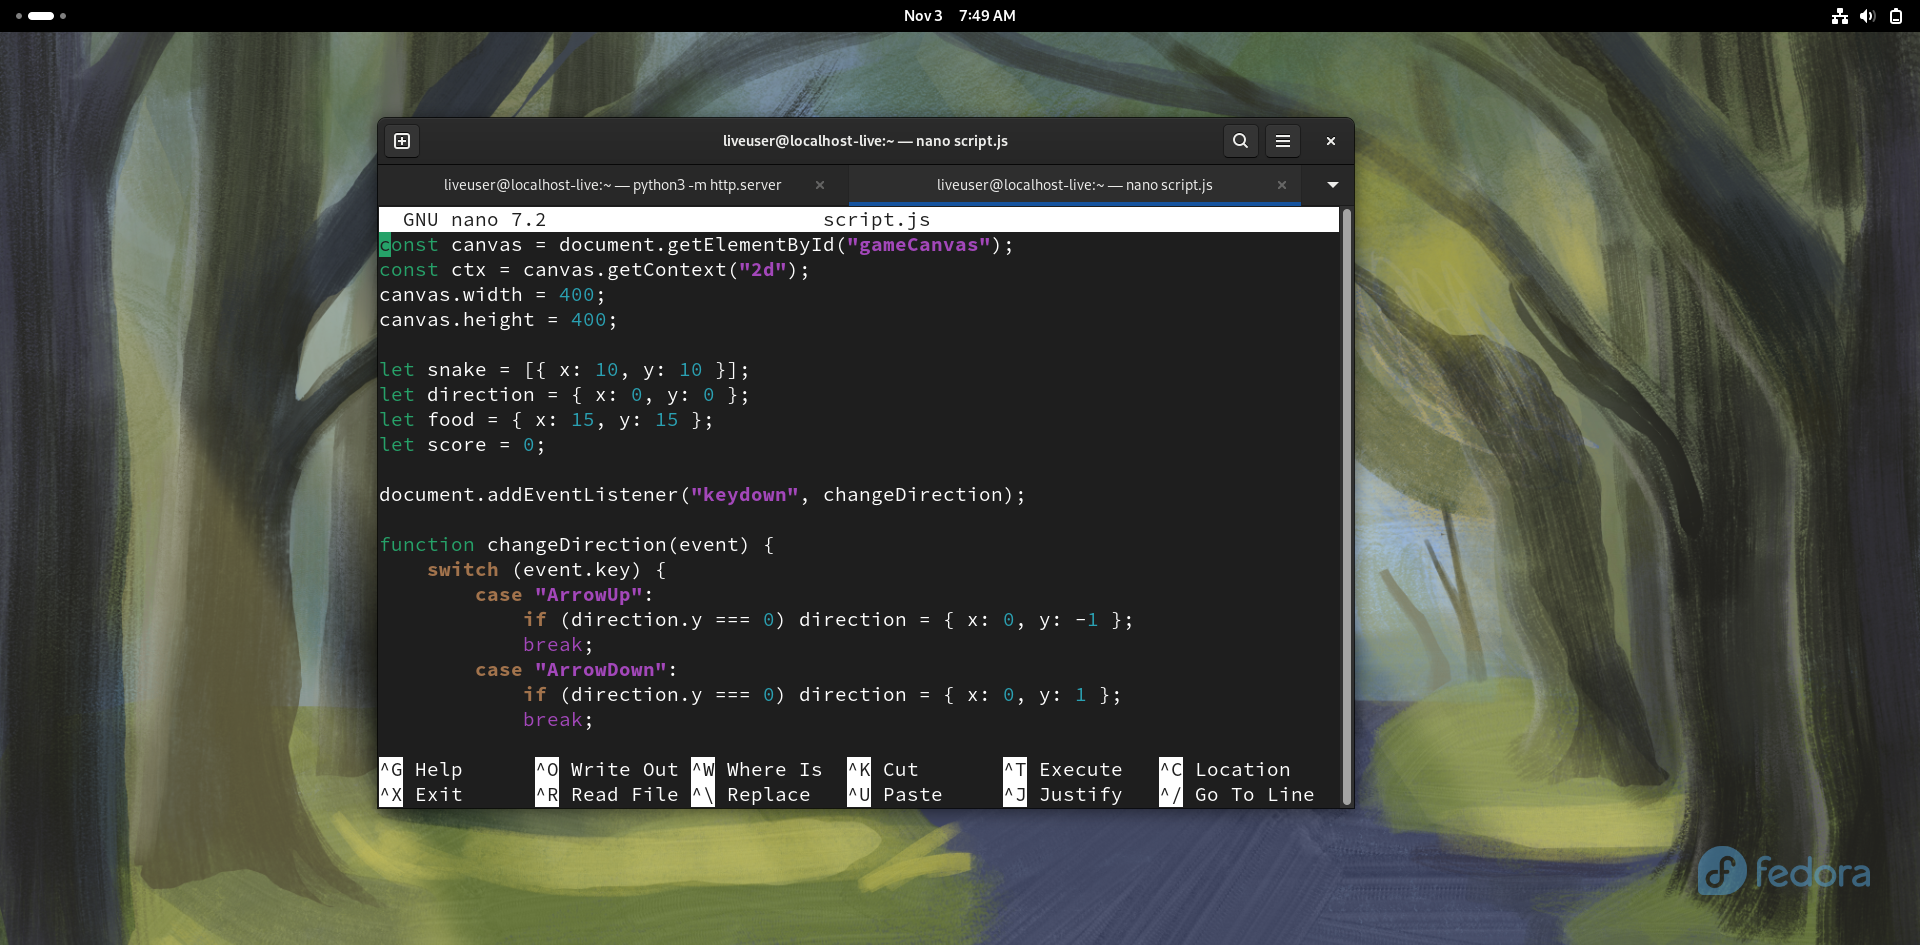 Nov 3 7:49 AM
liveuser@localhost-live:~ — nano script.js
liveuser@localhost-live:~ — python3 -m http.server
liveuser@localhost-live:~ — nano script.js
GNU nano 7.2 script.js
const canvas = document.getElementById("gameCanvas");
const ctx = canvas.getContext("2d");
canvas.width = 400;
canvas.height = 400;
let snake = [{ x: 10, y: 10 }];
let direction = { x: 0, y: 0 };
let food = { x: 15, y: 15 };
let score = 0;
document.addEventListener("keydown", changeDirection);
function changeDirection(event) {
switch (event.key) {
case "ArrowUp":
if (direction.y === 0) direction = { x: 0, y: -1 };
break;
case "ArrowDown":
if (direction.y === 0) direction = { x: 0, y: 1 };
break;
^G Help ^O Write Out ^W Where Is ^K Cut ^T Execute ^C Location
^X Exit ^R Read File ^\ Replace ^U Paste ^J Justify ^/ Go To Line
fedora